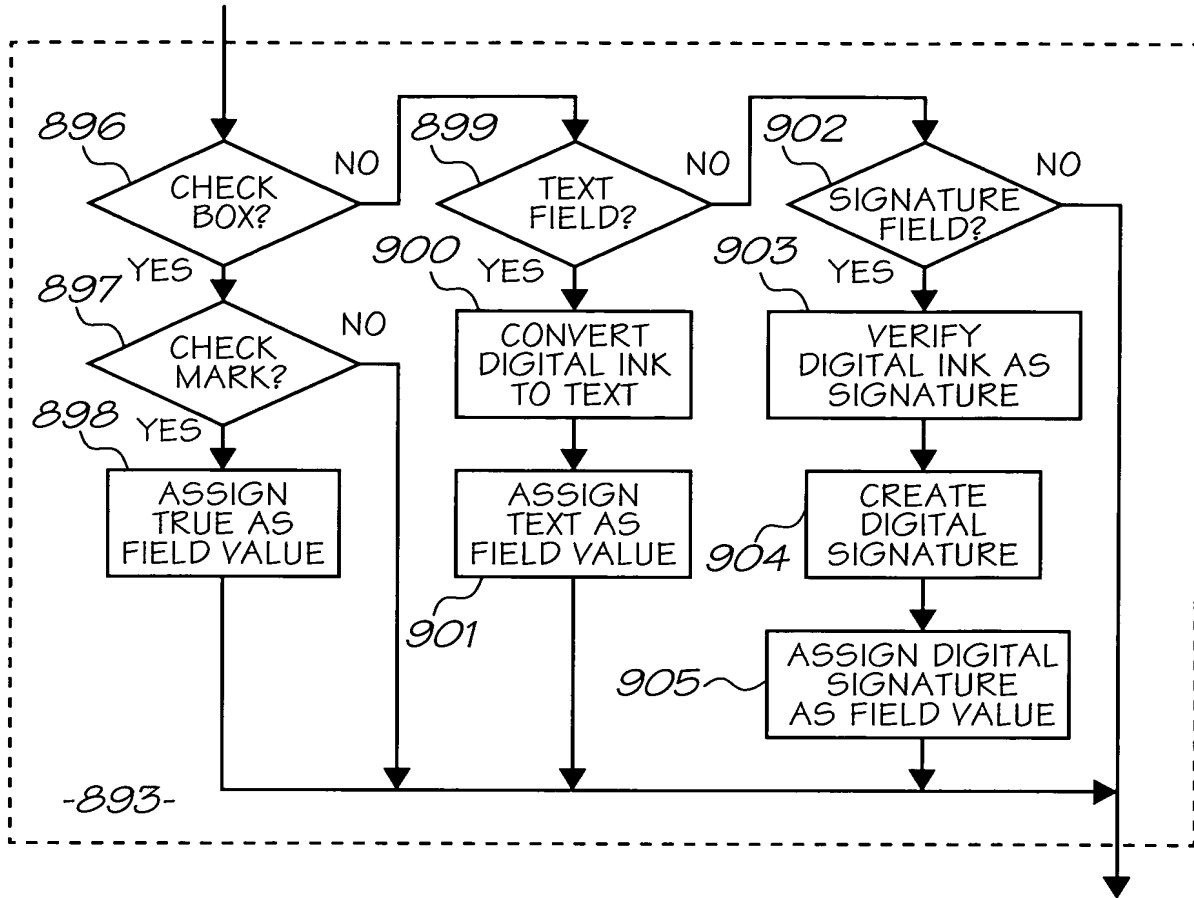 896
CHECK
BOX?
NO
YES
897
CHECK
MARK?
NO
YES
898
ASSIGN
TRUE AS
FIELD VALUE
899
TEXT
FIELD?
NO
YES
900
CONVERT
DIGITAL INK
TO TEXT
ASSIGN
TEXT AS
FIELD VALUE
901
902
SIGNATURE
FIELD?
NO
YES
903
VERIFY
DIGITAL INK AS
SIGNATURE
CREATE
DIGITAL
SIGNATURE
904
ASSIGN DIGITAL
SIGNATURE
AS FIELD VALUE
905
-893-